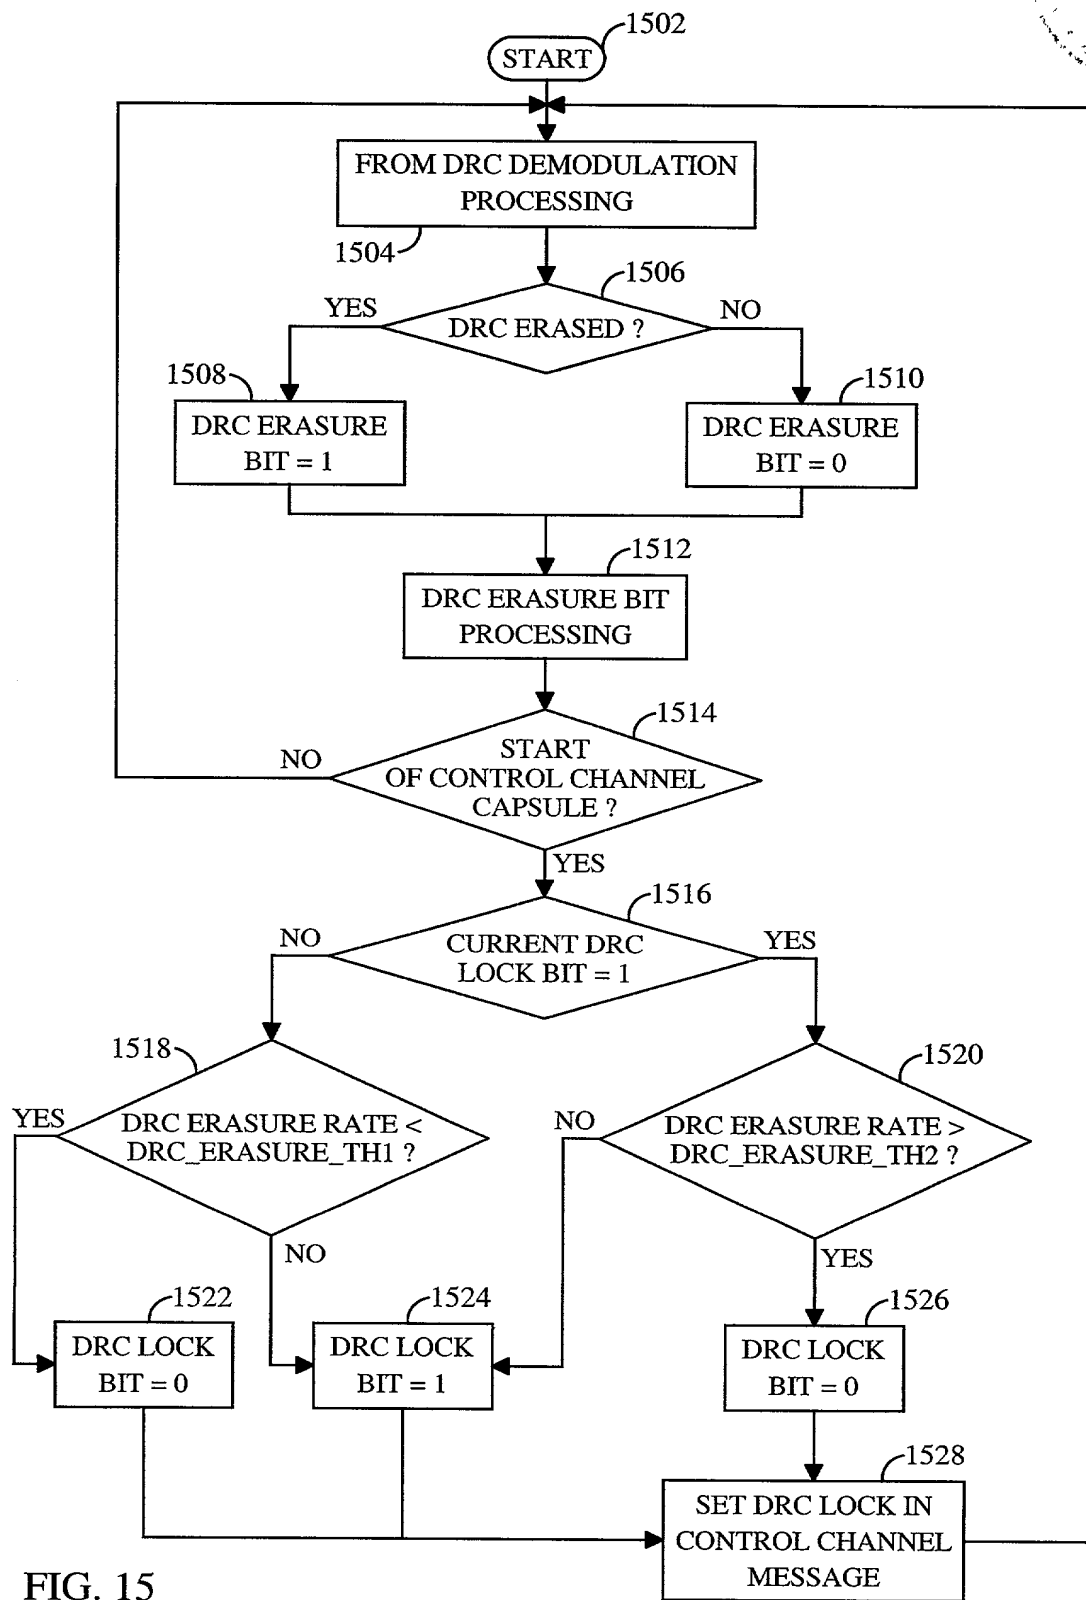 1502
START
FROM DRC DEMODULATION
PROCESSING
1504
1506
YES
DRC ERASED ?
NO
1508
1510
DRC ERASURE
BIT = 1
DRC ERASURE
BIT = 0
1512
DRC ERASURE BIT
PROCESSING
1514
NO
START
OF CONTROL CHANNEL
CAPSULE ?
YES
1516
NO
CURRENT DRC
LOCK BIT = 1
YES
1518
1520
YES
DRC ERASURE RATE <
DRC_ERASURE_TH1 ?
NO
DRC ERASURE RATE >
DRC_ERASURE_TH2 ?
NO
YES
1522
1524
1526
DRC LOCK
BIT = 0
DRC LOCK
BIT = 1
DRC LOCK
BIT = 0
1528
SET DRC LOCK IN
CONTROL CHANNEL
MESSAGE
FIG. 15